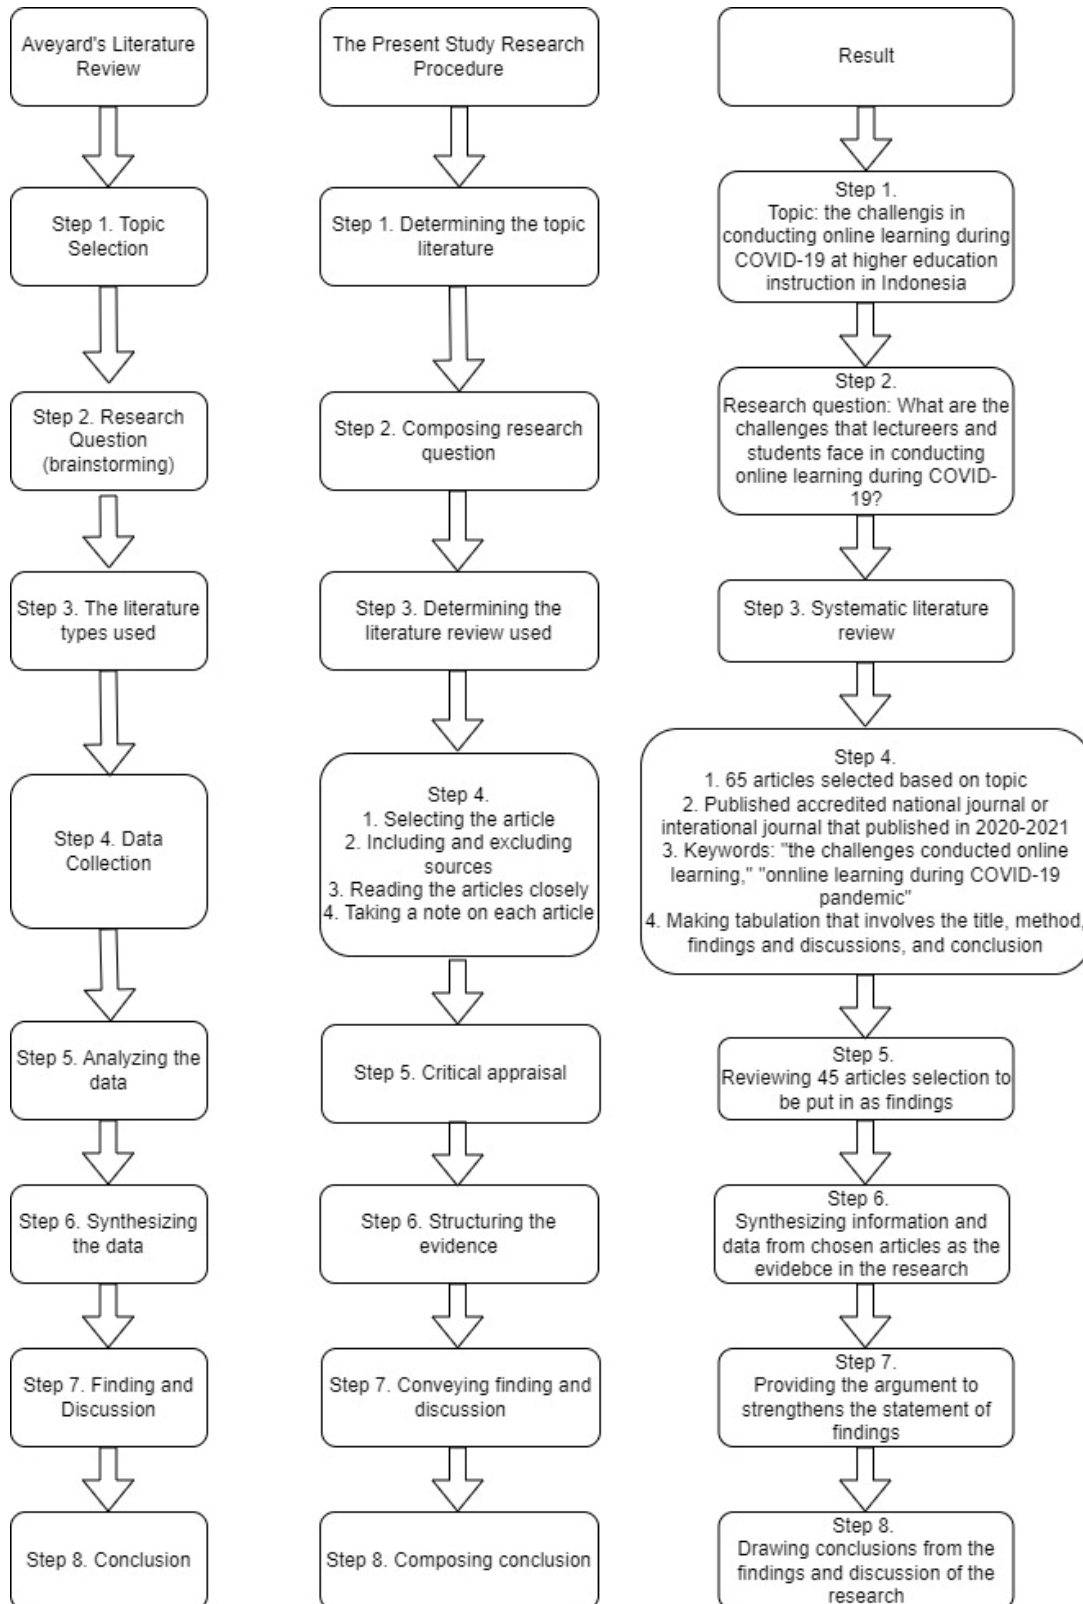 Aveyard's Literature
Review
Step 1. Topic
Selection
Step 2. Research
Question
(brainstorming)
Step 3. The literature
types used
Step 4. Data
Collection
Step 5. Analyzing the
data
Step 6. Synthesizing
the data
Step 7. Finding and
Discussion
Step 8. Conclusion
The Present Study Research
Procedure
Step 1. Determining the topic
literature
Step 2. Composing research
question
Step 3. Determining the
literature review used
Step 4.
1. Selecting the article
2. Including and excluding
sources
3. Reading the articles closely
4. Taking a note on each article
Step 5. Critical appraisal
Step 6. Structuring the
evidence
Step 7. Conveying finding and
discussion
Step 8. Composing conclusion
Result
Step 1.
Topic: the challengis in
conducting online learning during
COVID-19 at higher education
instruction in Indonesia
Step 2.
Research question: What are the
challenges that lectureers and
students face in conducting
online learning during COVID-
19?
Step 3. Systematic literature
review
Step 4.
1. 65 articles selected based on topic
2. Published accredited national journal or
interational journal that published in 2020-2021
3. Keywords: "the challenges conducted online
learning," "onnline learning during COVID-19
pandemic"
4. Making tabulation that involves the title, method,
findings and discussions, and conclusion
Step 5.
Reviewing 45 articles selection to
be put in as findings
Step 6.
Synthesizing information and
data from chosen articles as the
evidebce in the research
Step 7.
Providing the argument to
strengthens the statement of
findings
Step 8.
Drawing conclusions from the
findings and discussion of the
research